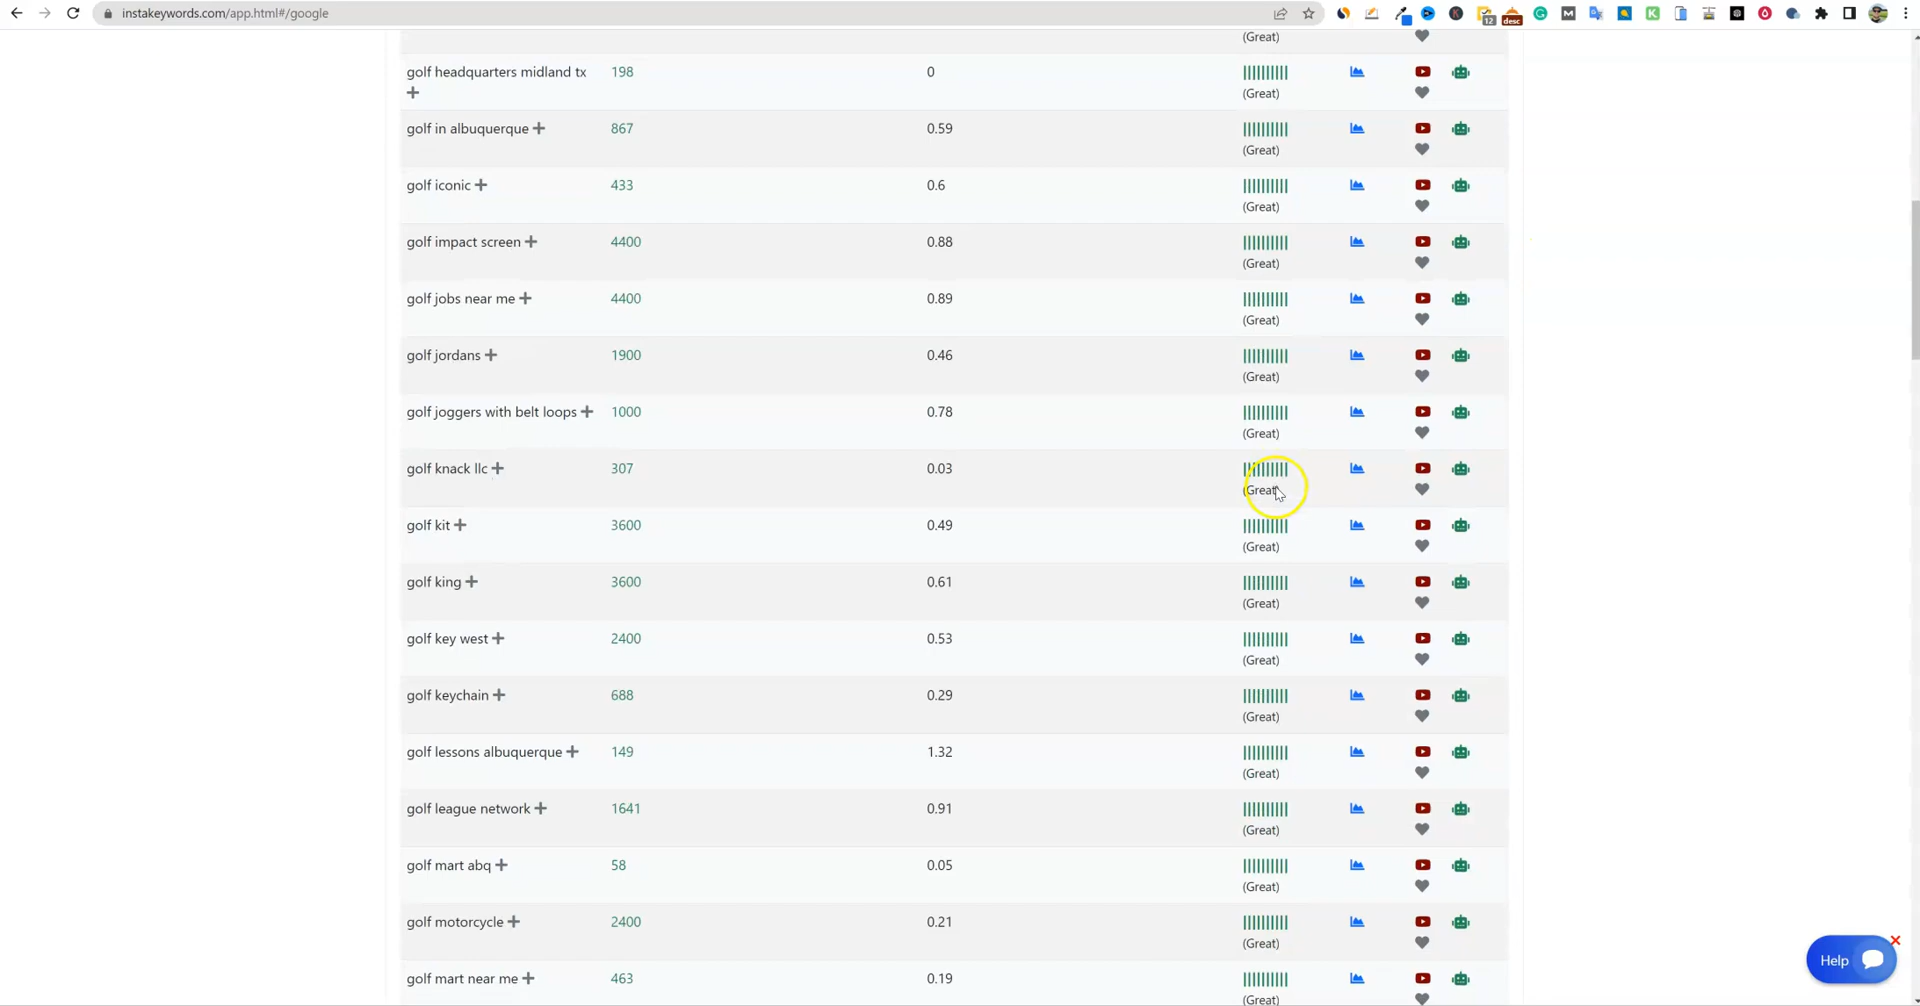 instakeywords.com/app.html#/google
12
desc
(Great)
golf headquarters midland tx 198 0
(Great)
golf in albuquerque 867 0.59
(Great)
golf iconic 433 0.6
(Great)
golf impact screen 4400 0.88
(Great)
golf jobs near me 4400 0.89
(Great)
golf jordans 1900 0.46
(Great)
golf joggers with belt loops 1000 0.78
(Great)
golf knack llc 307 0.03
(Great)
golf kit 3600 0.49
(Great)
golf king 3600 0.61
(Great)
golf key west 2400 0.53
(Great)
golf keychain 688 0.29
(Great)
golf lessons albuquerque 149 1.32
(Great)
golf league network 1641 0.91
(Great)
golf mart abq 58 0.05
(Great)
golf motorcycle 2400 0.21
(Great)
Help
golf mart near me 463 0.19
(Great)